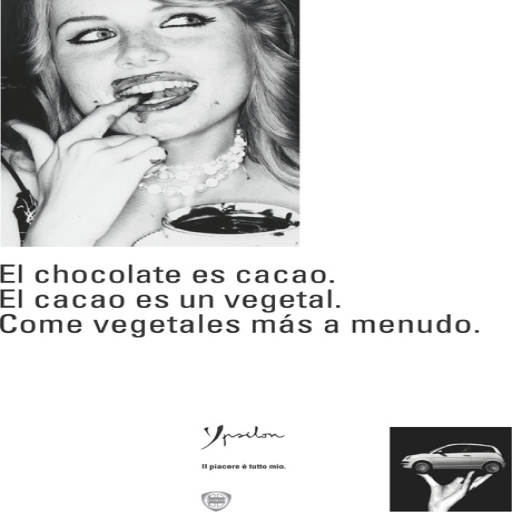 El chocolate es cacao.
El cacao es un vegetal.
Come vegetales más a menudo.
Ypsilon
Il piacere è tutto mio.